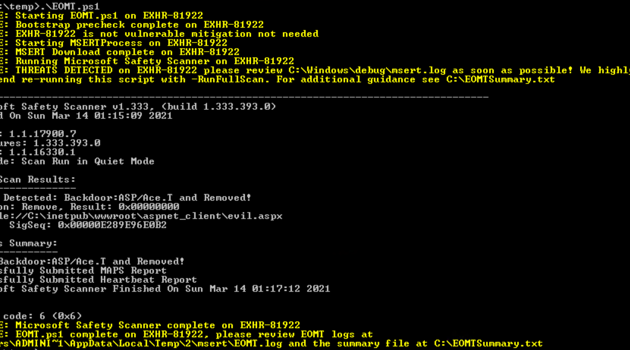 :\temp>.\EOMT.ps1
E: Starting EOMT.ps1 on EXHR-81922
E: Bootstrap precheck complete on EXHR-81922
E: EXHR-81922 is not vulnerable mitigation not needed
E: Starting MSERTProcess on EXHR-81922
E: MSERT Download complete on EXHR-81922
E: Running Microsoft Safety Scanner on EXHR-81922
E: THREATS DETECTED on EXHR-81922 please review C:\Windows\debug\msert.log as soon as possible! We highl
end re-running this script with -RunFullScan. For additional guidance see C:\EOMTSummary.txt
oft Safety Scanner v1.333, (build 1.333.393.0)
d On Sun Mar 14 01:15:09 2021
: 1.1.17900.7
ures: 1.333.393.0
: 1.1.16330.1
de: Scan Run in Quiet Mode
Scan Results:
Detected: Backdoor:ASP/Ace.T and Removed!
on: Remove, Result: 0x00000000
le://C:\inetpub\wwwroot\aspnet_client\evil.aspx
SigSeq: 0x00000E289E96E0B2
s Summary:
Backdoor:ASP/Ace.T and Removed!
sfully Submitted MAPS Report
sfully Submitted Heartbeat Report
oft Safety Scanner Finished On Sun Mar 14 01:17:12 2021
code: 6 (0x6)
E: Microsoft Safety Scanner complete on EXHR-81922
E: EOMT.ps1 complete on EXHR-81922, please review EOMT logs at
rs\ADMINI~1\AppData\Local\Temp\2\msert\EOMT.log and the summary file at C:\EOMTSummary.txt